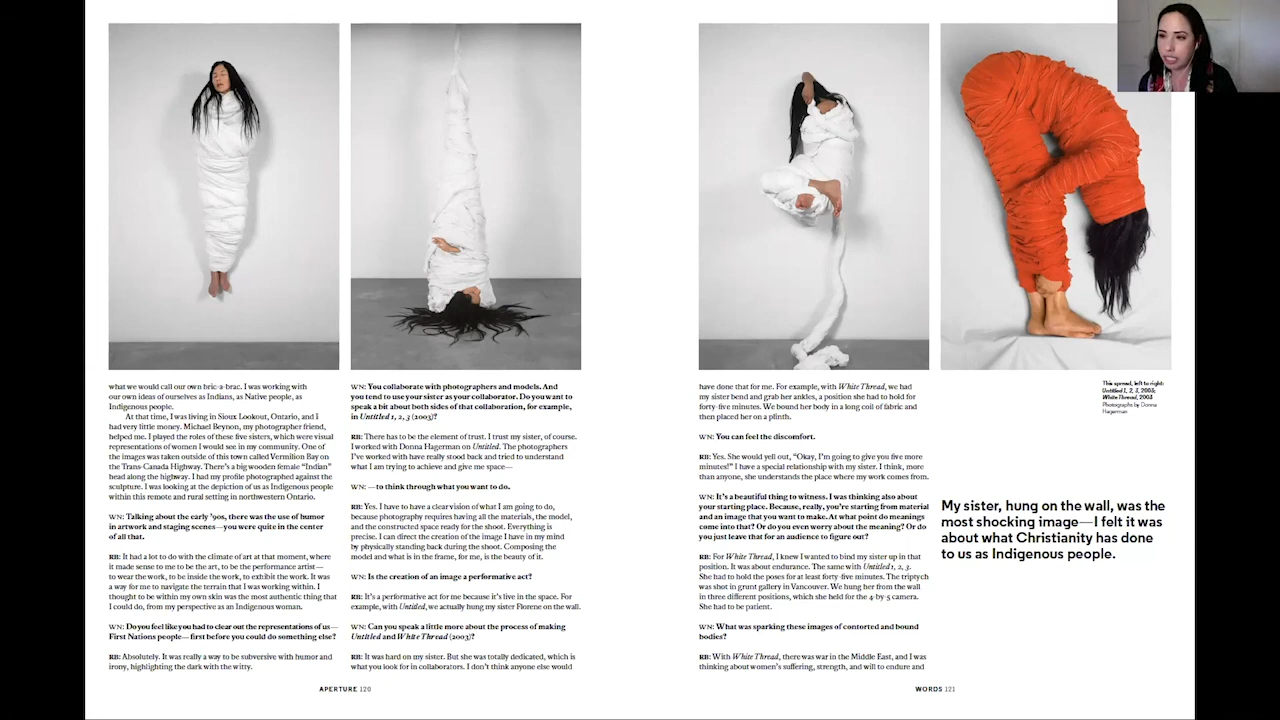 what we would call our own bric-a-brac. I was working with
our own ideas of ourselves as Indians, as Native people, as
Indigenous people.
At that time, I was living in Sioux Lookout, Ontario, and I
had very little money. Michael Beynon, my photographer friend,
helped me. I played the roles of these five sisters, which were visual
representations of women I would see in my community. One of
the images was taken outside of this town called Vermilion Bay on
the Trans-Canada Highway. There's a big wooden female “Indian”
head along the highway. I had my profile photographed against the
sculpture. I was looking at the depiction of us as Indigenous people
within this remote and rural setting in northwestern Ontario.
WN: Talking about the early ’90s, there was the use of humor
in artwork and staging scenes—you were quite in the center
of all that.
RB: It had a lot to do with the climate of art at that moment, where
it made sense to me to be the art, to be the performance artist—
to wear the work, to be inside the work, to exhibit the work. It was
a way for me to navigate the terrain that I was working within. I
thought to be within my own skin was the most authentic thing that
I could do, from my perspective as an Indigenous woman.
WN: Do you feel like you had to clear out the representations of us—
First Nations people—first before you could do something else?
RB: Absolutely. It was really a way to be subversive with humor and
irony, highlighting the dark with the witty.
WN: You collaborate with photographers and models. And
you tend to use your sister as your collaborator. Do you want to
speak a bit about both sides of that collaboration, for example,
in Untitled 1, 2, 3 (2003)?
RB: There has to be the element of trust. I trust my sister, of course.
I worked with Donna Hagerman on Untitled. The photographers
I've worked with have really stood back and tried to understand
what I am trying to achieve and give me space—
WN: —to think through what you want to do.
RB: Yes. I have to have a clear vision of what I am going to do,
because photography requires having all the materials, the model,
and the constructed space ready for the shoot. Everything is
precise. I can direct the creation of the image I have in my mind
by physically standing back during the shoot. Composing the
model and what is in the frame, for me, is the beauty of it.
WN: Is the creation of an image a performative act?
RB: It's a performative act for me because it's live in the space. For
example, with Untitled, we actually hung my sister Florene on the wall.
WN: Can you speak a little more about the process of making
Untitled and White Thread (2003)?
RB: It was hard on my sister. But she was totally dedicated, which is
what you look for in collaborators. I don't think anyone else would
APERTURE 120
have done that for me. For example, with White Thread, we had
my sister bend and grab her ankles, a position she had to hold for
forty-five minutes. We bound her body in a long coil of fabric and
then placed her on a plinth.
WN: You can feel the discomfort.
RB: Yes. She would yell out, “Okay, I'm going to give you five more
minutes!” I have a special relationship with my sister. I think, more
than anyone, she understands the place where my work comes from.
WN: It's a beautiful thing to witness. I was thinking also about
your starting place. Because, really, you're starting from material
and an image that you want to make. At what point do meanings
come into that? Or do you even worry about the meaning? Or do
you just leave that for an audience to figure out?
RB: For White Thread, I knew I wanted to bind my sister up in that
position. It was about endurance. The same with Untitled 1, 2, 3.
She had to hold the poses for at least forty-five minutes. The triptych
was shot in grunt gallery in Vancouver. We hung her from the wall
in three different positions, which she held for the 4-by-5 camera.
She had to be patient.
WN: What was sparking these images of contorted and bound
bodies?
RB: With White Thread, there was war in the Middle East, and I was
thinking about women's suffering, strength, and will to endure and
This spread, left to right:
Untitled 1, 2, 3, 2003;
White Thread, 2003
Photographs by Donna
Hagerman
My sister, hung on the wall, was the
most shocking image—I felt it was
about what Christianity has done
to us as Indigenous people.
WORDS 121